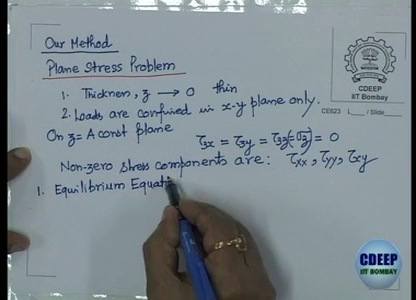 Our Method
Plane Stress Problem
1. Thickness, z → 0 thin
2. Loads are confined in x-y plane only.
On z = A const plane
τzx = τzy = τzz(=σz) = 0
Non-zero stress components are: τxx, τyy, τxy
1. Equilibrium Equati
CDEEP
IIT Bombay
CE623 L___/ Slide___
CDEEP
IIT BOMBAY